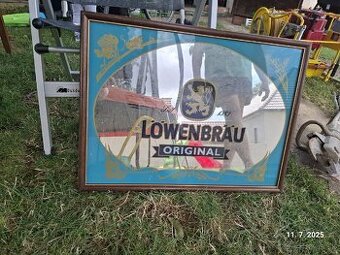 LÖWENBRÄU
ORIGINAL
11. 7. 2025